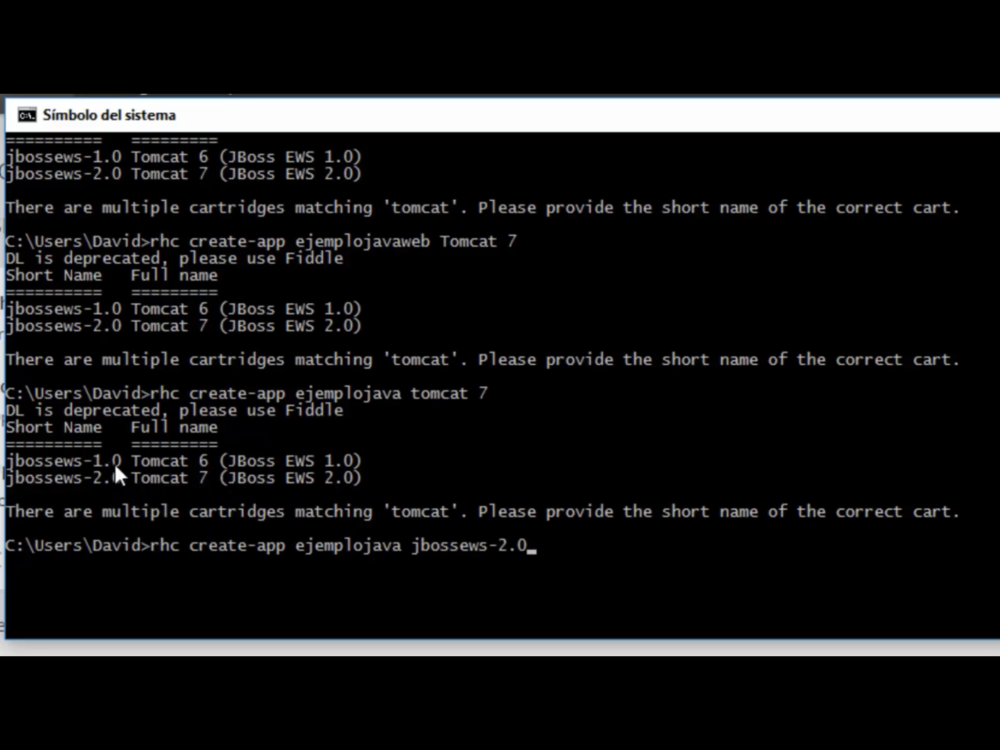 Símbolo del sistema
========== =========
jbossews-1.0 Tomcat 6 (JBoss EWS 1.0)
jbossews-2.0 Tomcat 7 (JBoss EWS 2.0)
There are multiple cartridges matching 'tomcat'. Please provide the short name of the correct cart.
C:\Users\David>rhc create-app ejemplojavaweb Tomcat 7
DL is deprecated, please use Fiddle
Short Name   Full name
========== =========
jbossews-1.0 Tomcat 6 (JBoss EWS 1.0)
jbossews-2.0 Tomcat 7 (JBoss EWS 2.0)
There are multiple cartridges matching 'tomcat'. Please provide the short name of the correct cart.
C:\Users\David>rhc create-app ejemplojava tomcat 7
DL is deprecated, please use Fiddle
Short Name   Full name
========== =========
jbossews-1.0 Tomcat 6 (JBoss EWS 1.0)
jbossews-2.0 Tomcat 7 (JBoss EWS 2.0)
There are multiple cartridges matching 'tomcat'. Please provide the short name of the correct cart.
C:\Users\David>rhc create-app ejemplojava jbossews-2.0